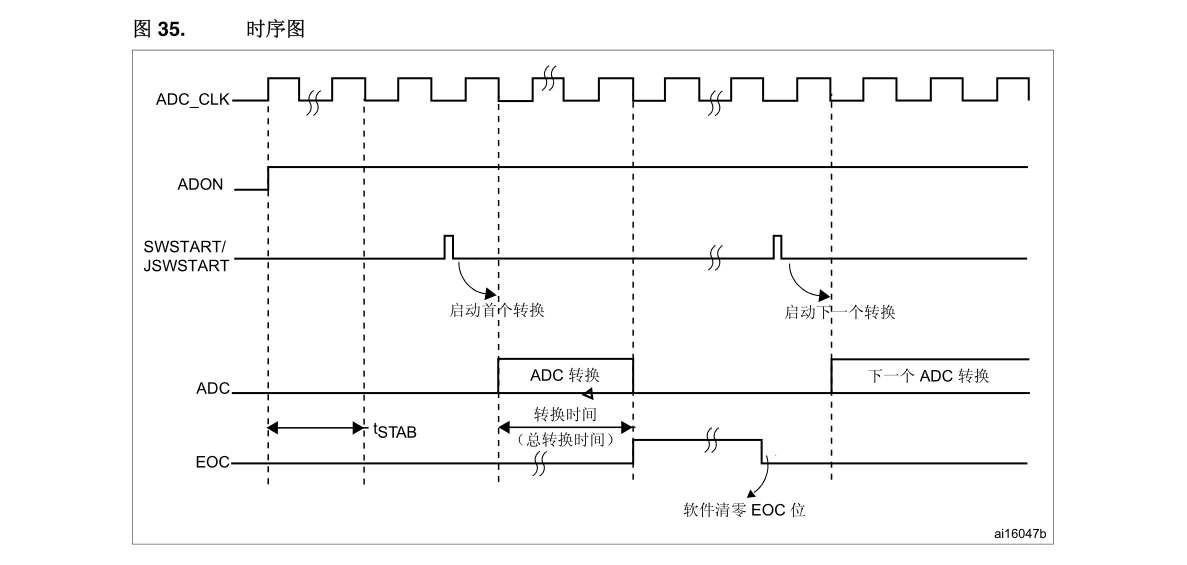 图 35. 时序图
ADC_CLK
ADON
SWSTART/
JSWSTART
启动首个转换
启动下一个转换
ADC
ADC 转换
下一个 ADC 转换
转换时间
tSTAB
（总转换时间）
EOC
软件清零 EOC 位
ai16047b